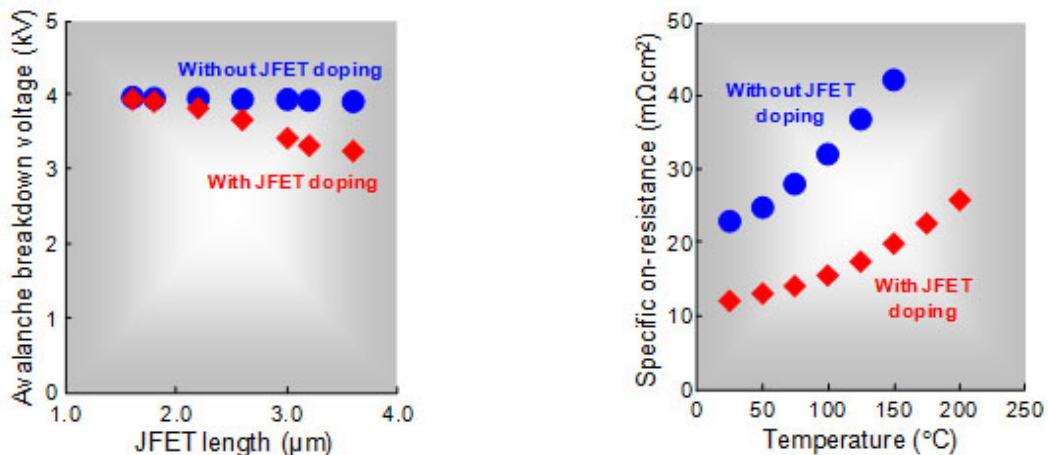 Avalanche breakdown voltage (kV)
5
4
3
2
1
0
Without JFET doping
With JFET doping
1.0 2.0 3.0 4.0
JFET length (µm)
Specific on-resistance (mΩcm²)
50
40
30
20
10
0
Without JFET
doping
With JFET
doping
0 50 100 150 200 250
Temperature (°C)